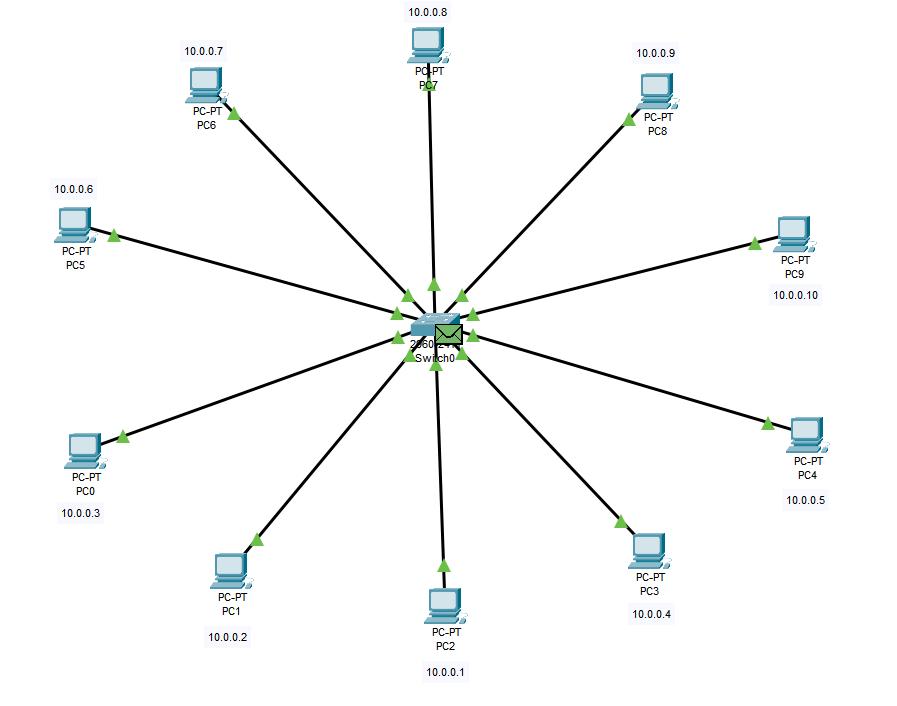 10.0.0.8
PC-PT
PC7
10.0.0.7
PC-PT
PC6
10.0.0.9
PC-PT
PC8
10.0.0.6
PC-PT
PC5
PC-PT
PC9
10.0.0.10
Switch0
PC-PT
PC0
10.0.0.3
PC-PT
PC4
10.0.0.5
PC-PT
PC1
10.0.0.2
PC-PT
PC3
10.0.0.4
PC-PT
PC2
10.0.0.1